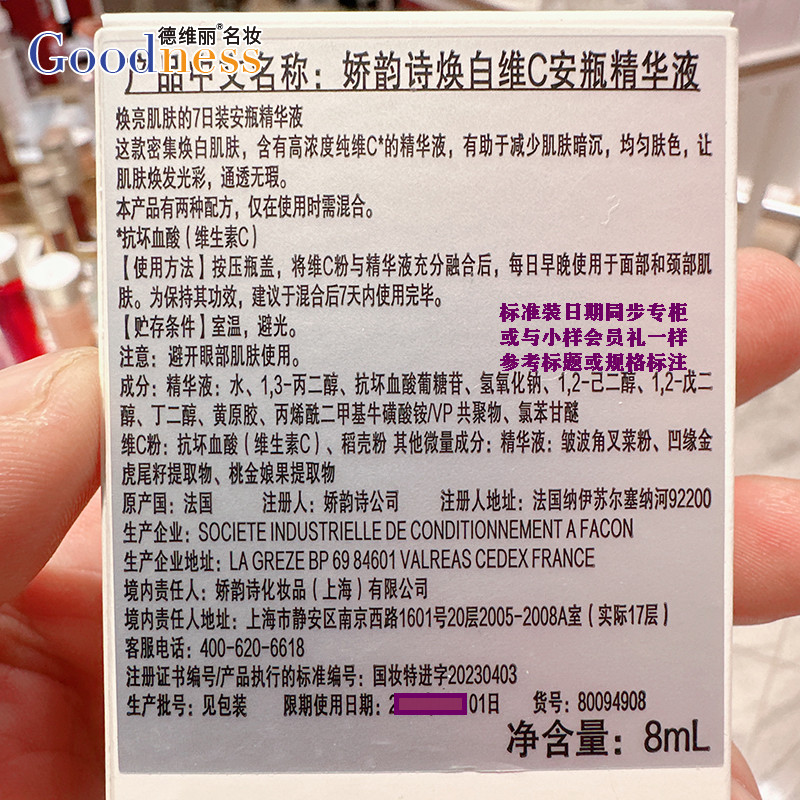 德维丽®名妆
Goodness
产品中文名称：娇韵诗焕白维C安瓶精华液
焕亮肌肤的7日装安瓶精华液
这款密集焕白肌肤，含有高浓度纯维C*的精华液，有助于减少肌肤暗沉，均匀肤色，让
肌肤焕发光彩，通透无瑕。
本产品有两种配方，仅在使用时需混合。
*抗坏血酸（维生素C）
【使用方法】按压瓶盖，将维C粉与精华液充分融合后，每日早晚使用于面部和颈部肌
肤。为保持其功效，建议于混合后7天内使用完毕。
【贮存条件】室温，避光。
注意：避开眼部肌肤使用。
标准装日期同步专柜
或与小样会员礼一样
参考标题或规格标注
成分：精华液：水、1,3-丙二醇、抗坏血酸葡糖苷、氢氧化钠、1,2-己二醇、1,2-戊二
醇、丁二醇、黄原胶、丙烯酰二甲基牛磺酸铵/VP 共聚物、氯苯甘醚
维C粉：抗坏血酸（维生素C）、稻壳粉 其他微量成分：精华液：皱波角叉菜粉、凹缘金
虎尾籽提取物、桃金娘果提取物
原产国：法国 注册人：娇韵诗公司 注册人地址：法国纳伊苏尔塞纳河92200
生产企业：SOCIETE INDUSTRIELLE DE CONDITIONNEMENT A FACON
生产企业地址：LA GREZE BP 69 84601 VALREAS CEDEX FRANCE
境内责任人：娇韵诗化妆品（上海）有限公司
境内责任人地址：上海市静安区南京西路1601号20层2005-2008A室（实际17层）
客服电话：400-620-6618
注册证书编号/产品执行的标准编号：国妆特进字20230403
生产批号：见包装 限期使用日期：2 01日 货号：80094908
净含量：8mL